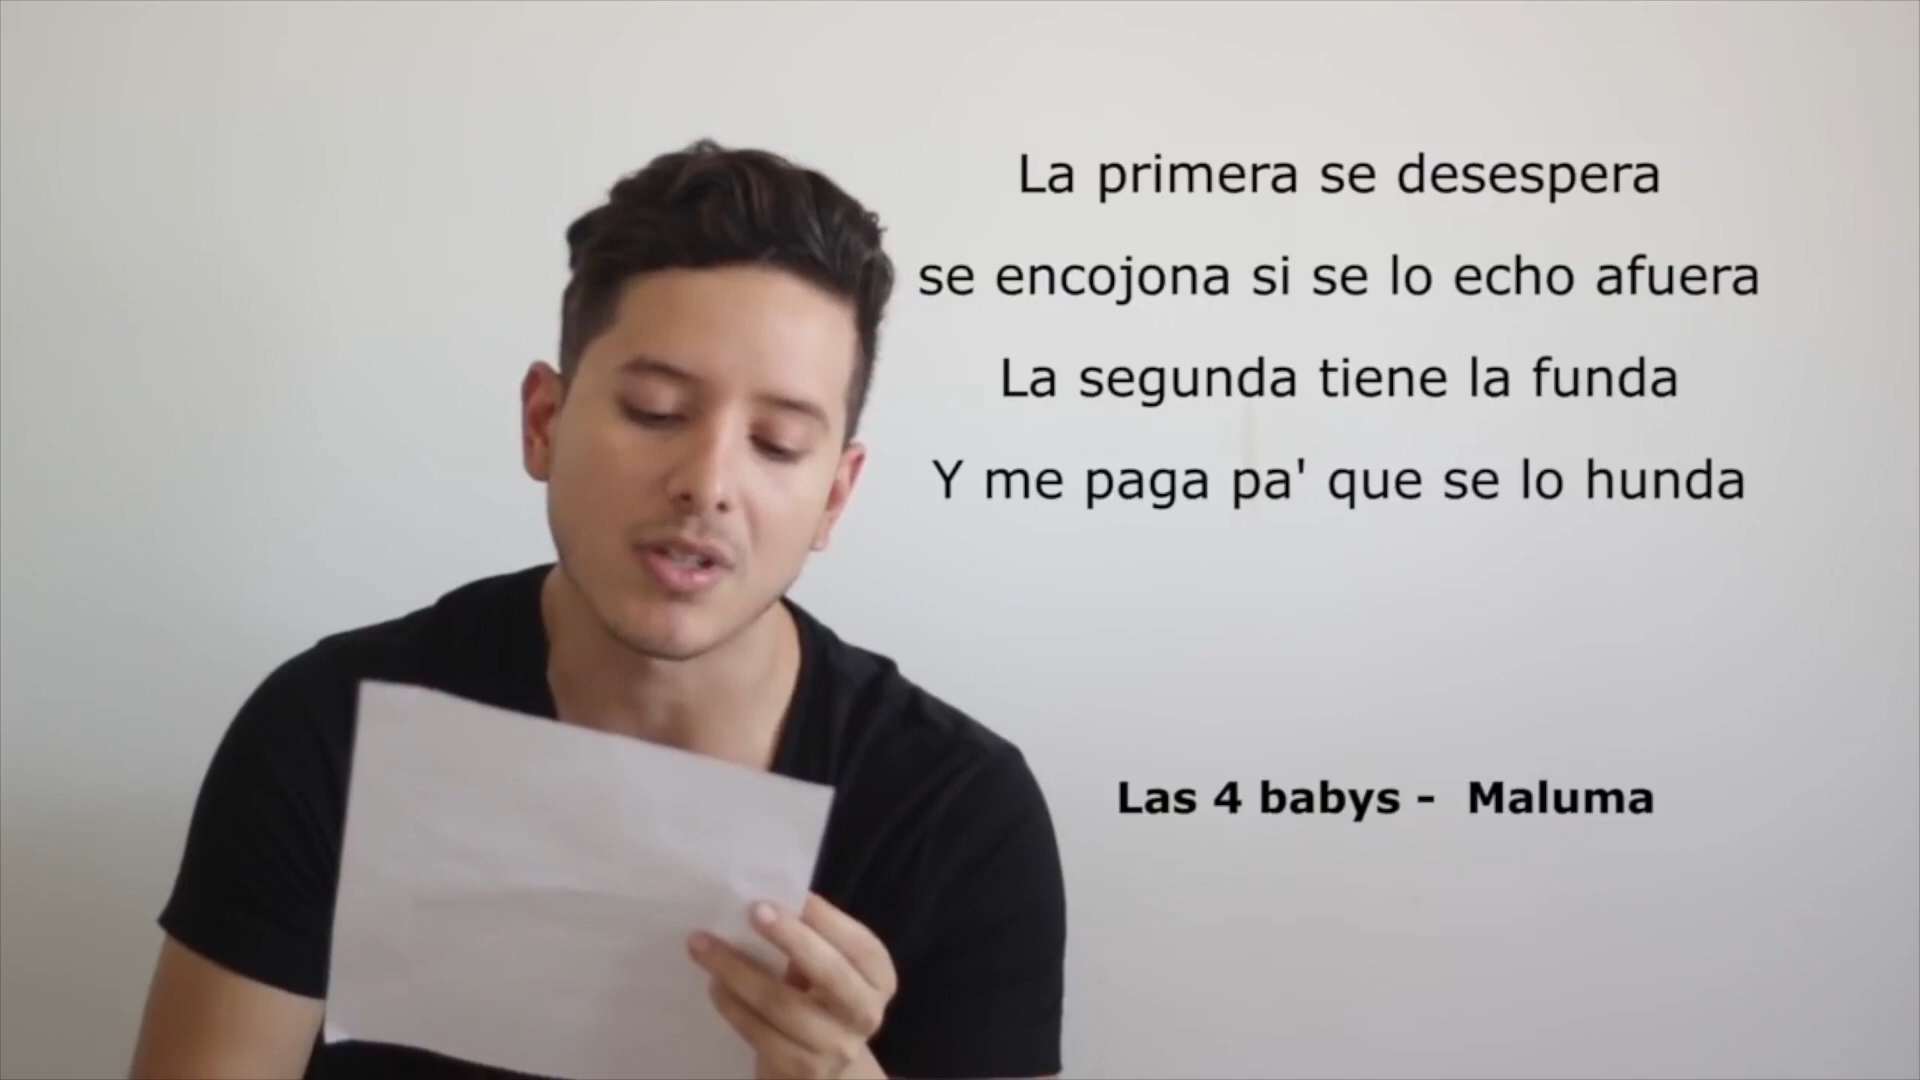 La primera se desespera
se encojona si se lo echo afuera
La segunda tiene la funda
Y me paga pa' que se lo hunda
Las 4 babys -  Maluma